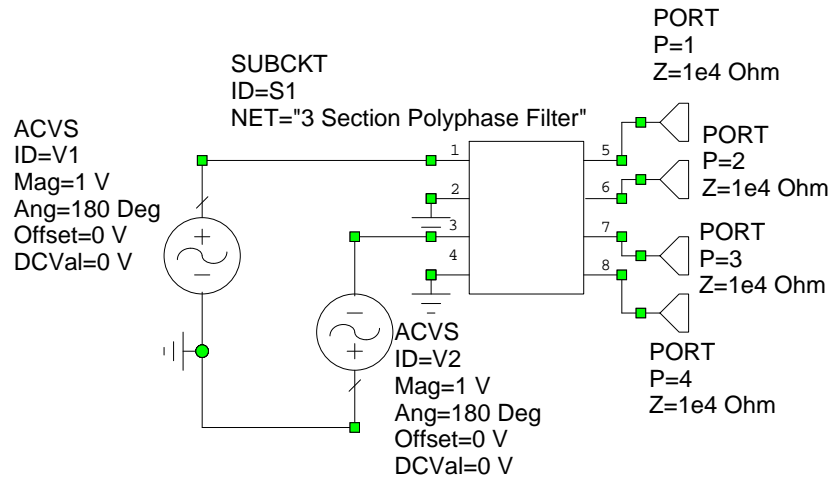 PORT
P=1
Z=1e4 Ohm
SUBCKT
ID=S1
NET="3 Section Polyphase Filter"
ACVS
ID=V1
Mag=1 V
Ang=180 Deg
Offset=0 V
DCVal=0 V
+
−
1
2
3
4
5
6
7
8
PORT
P=2
Z=1e4 Ohm
PORT
P=3
Z=1e4 Ohm
PORT
P=4
Z=1e4 Ohm
−
+
ACVS
ID=V2
Mag=1 V
Ang=180 Deg
Offset=0 V
DCVal=0 V